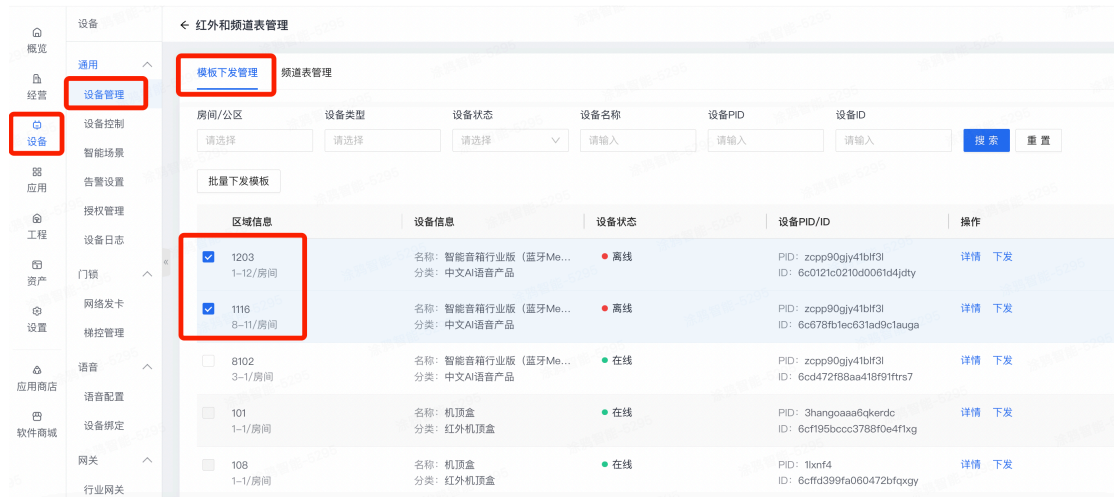 概览
经营
设备
应用
工程
资产
设置
应用商店
软件商城
设备
通用
设备管理
设备控制
智能场景
告警设置
授权管理
设备日志
门锁
网络发卡
梯控管理
语音
语音配置
设备绑定
网关
行业网关
← 红外和频道表管理
模板下发管理 频道表管理
房间/公区 设备类型 设备状态 设备名称 设备PID 设备ID
请选择 请选择 请选择 请输入 请输入 请输入 搜 索 重 置
批量下发模板
区域信息 设备信息 设备状态 设备PID/ID 操作
1203 名称: 智能音箱行业版（蓝牙Me... 离线 PID: zcpp90gjy41blf3l 详情 下发
1-12/房间 分类: 中文AI语音产品 ID: 6c0121c0210d0061d4jdty
1116 名称: 智能音箱行业版（蓝牙Me... 离线 PID: zcpp90gjy41blf3l 详情 下发
8-11/房间 分类: 中文AI语音产品 ID: 6c678fb1ec631ad9c1auga
8102 名称: 智能音箱行业版（蓝牙Me... 在线 PID: zcpp90gjy41blf3l 详情 下发
3-1/房间 分类: 中文AI语音产品 ID: 6cd472f88aa418f91ftrs7
101 名称: 机顶盒 在线 PID: 3hangoaaa6qkerdc 详情 下发
1-1/房间 分类: 红外机顶盒 ID: 6cf195bccc3788f0e4f1xg
108 名称: 机顶盒 在线 PID: 1lxnf4 详情 下发
1-1/房间 分类: 红外机顶盒 ID: 6cffd399fa060472bfqxgy